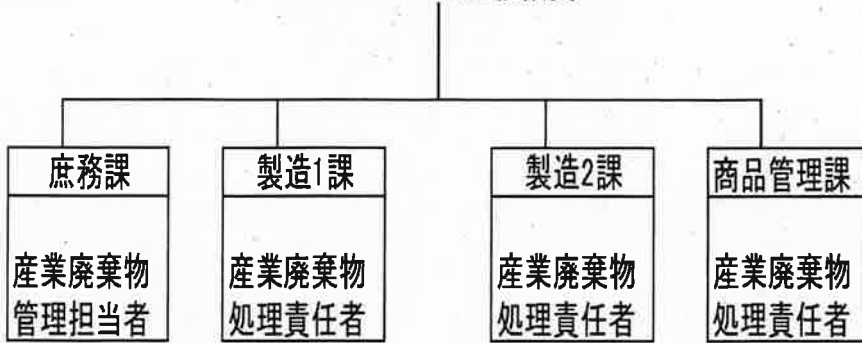 庶務課
産業廃棄物
管理担当者
製造1課
産業廃棄物
処理責任者
製造2課
産業廃棄物
処理責任者
商品管理課
産業廃棄物
処理責任者